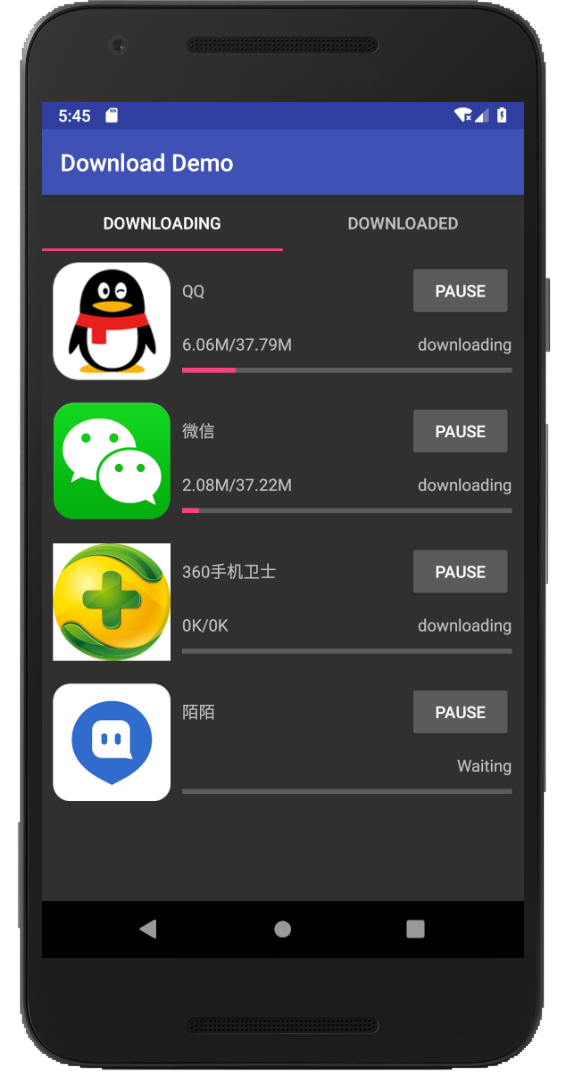 5:45
Download Demo
DOWNLOADING DOWNLOADED
QQ PAUSE
6.06M/37.79M downloading
微信 PAUSE
2.08M/37.22M downloading
360手机卫士 PAUSE
0K/0K downloading
陌陌 PAUSE
Waiting